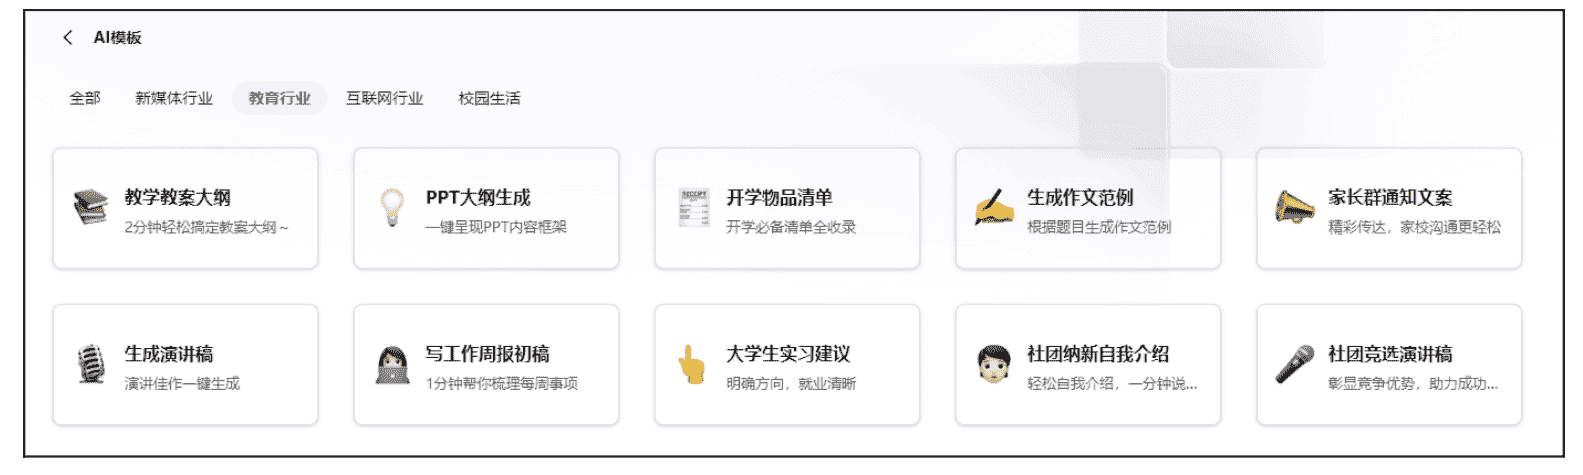 AI模板
全部 新媒体行业 教育行业 互联网行业 校园生活
教学教案大纲
2分钟轻松搞定教案大纲~
PPT大纲生成
一键呈现PPT内容框架
RECEIPT
开学物品清单
开学必备清单全收录
生成作文范例
根据题目生成作文范例
家长群通知文案
精彩传达，家校沟通更轻松
生成演讲稿
演讲佳作一键生成
写工作周报初稿
1分钟帮你梳理每周事项
大学生实习建议
明确方向，就业清晰
社团纳新自我介绍
轻松自我介绍，一分钟说...
社团竞选演讲稿
彰显竞争优势，助力成功...